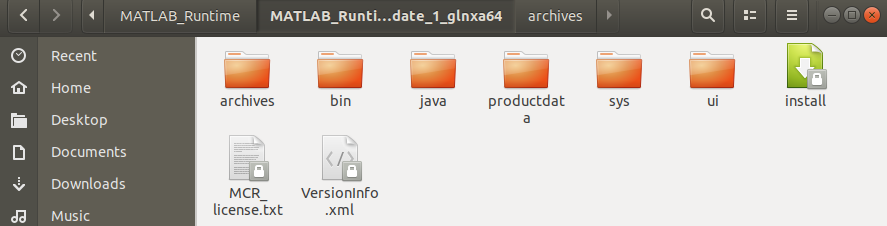 MATLAB_Runtime
MATLAB_Runti...date_1_glnxa64
archives
Recent
Home
Desktop
Documents
Downloads
Music
archives
bin
java
productdat
a
sys
ui
install
MCR_
license.txt
VersionInfo
.xml